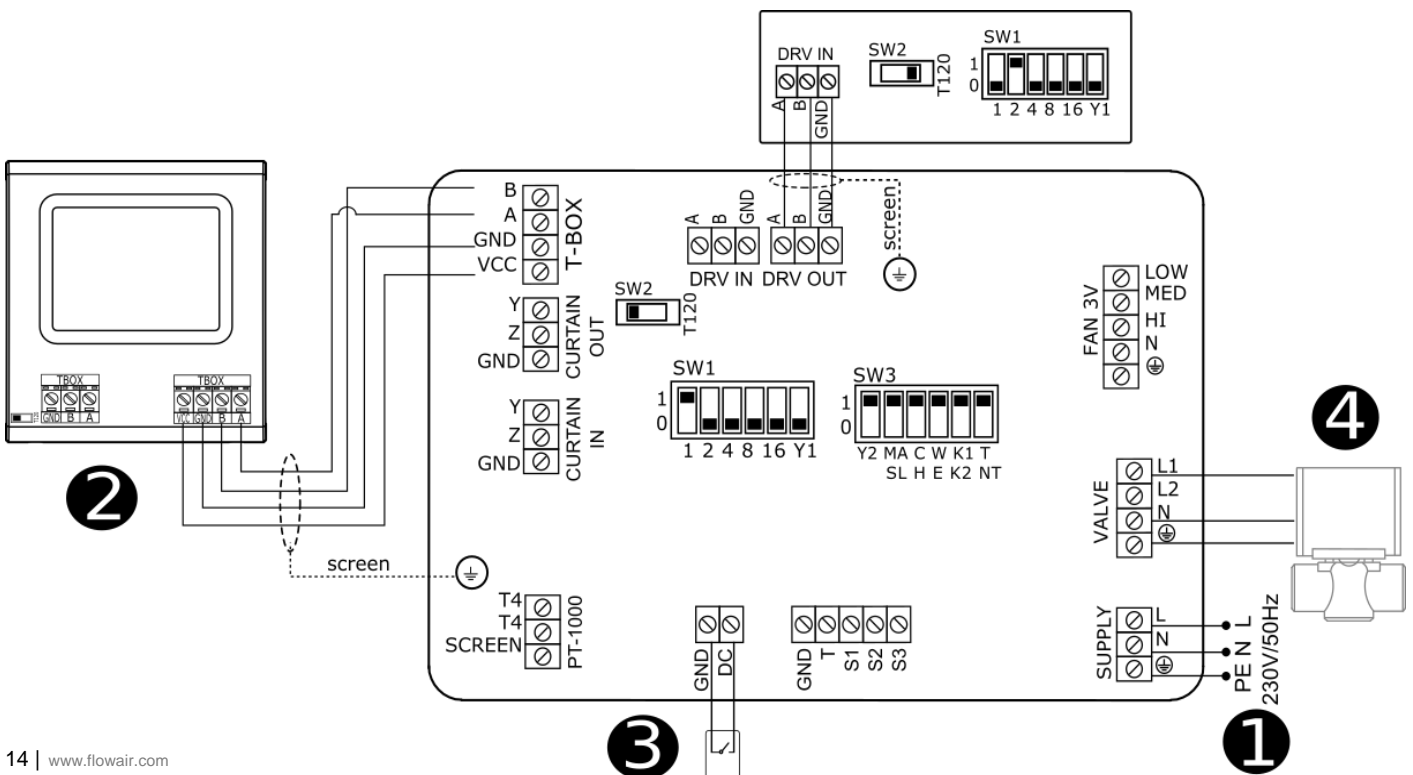 DRV IN
A
B
GND
SW2
T120
SW1
1
0
1 2 4 8 16 Y1
B
A
GND
VCC
T-BOX
A
B
GND
DRV IN
A
B
GND
DRV OUT
screen
SW2
T120
Y
Z
GND
CURTAIN
OUT
Y
Z
GND
CURTAIN
IN
SW1
1
0
1 2 4 8 16 Y1
SW3
1
0
Y2 MA C W K1 T
SL H E K2 NT
FAN 3V
LOW
MED
HI
N
VALVE
L1
L2
N
4
TBOX
GND B A
TBOX
VCC GND B A
2
screen
T4
T4
SCREEN
PT-1000
GND
DC
GND
T
S1
S2
S3
SUPPLY
L
N
L
N
PE
230V/50Hz
3
1
14 | www.flowair.com